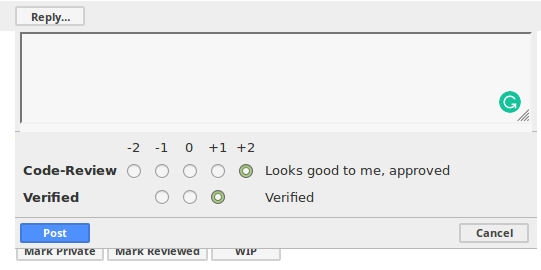 Reply...
-2 -1 0 +1 +2
Code-Review Looks good to me, approved
Verified Verified
Post Cancel
Mark Private Mark Reviewed WIP